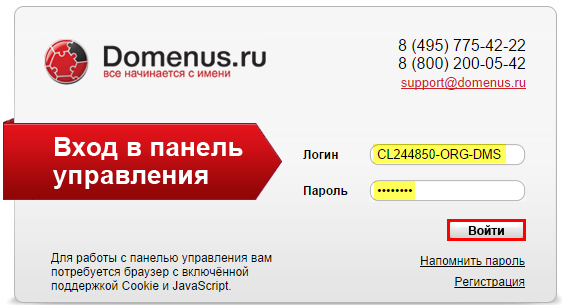 Domenus.ru
все начинается с имени
8 (495) 775-42-22
8 (800) 200-05-42
support@domenus.ru
Вход в панель
управления
Логин
CL244850-ORG-DMS
Пароль
••••••••
Войти
Для работы с панелью управления вам
потребуется браузер с включённой
поддержкой Cookie и JavaScript.
Напомнить пароль
Регистрация